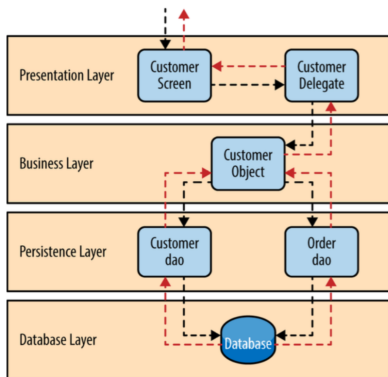 Presentation Layer
Customer
Screen
Customer
Delegate
Business Layer
Customer
Object
Persistence Layer
Customer
dao
Order
dao
Database Layer
Database